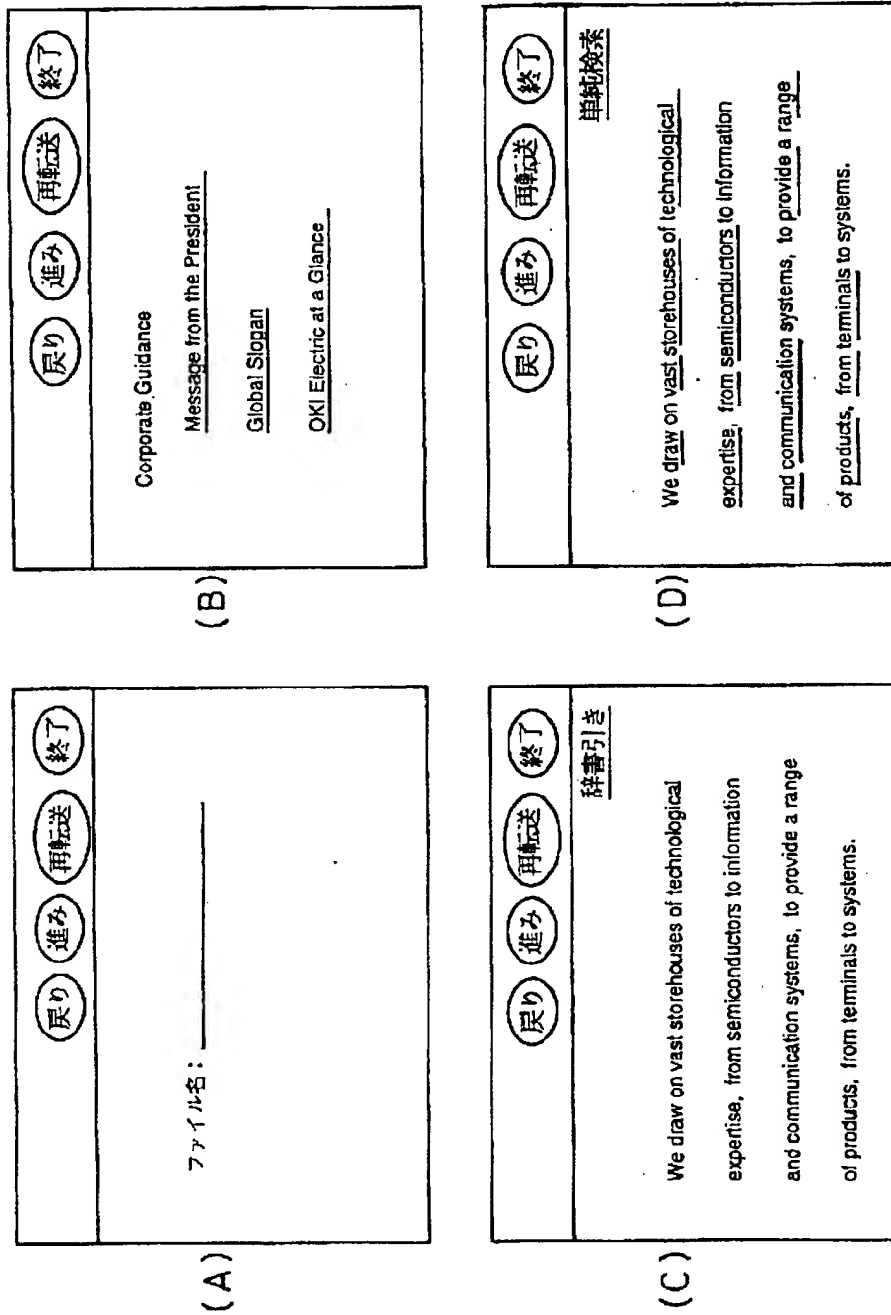 (A)
戻り 進み 再転送 終了
ファイル名：
(B)
戻り 進み 再転送 終了
Corporate Guidance
Message from the President
Global Slopan
OKI Electric at a Glance
(C)
戻り 進み 再転送 終了
辞書引き
We draw on vast storehouses of technological
expertise, from semiconductors to information
and communication systems, to provide a range
of products, from terminals to systems.
(D)
戻り 進み 再転送 終了
単純検索
We draw on vast storehouses of technological
expertise, from semiconductors to information
and communication systems, to provide a range
of products, from terminals to systems.